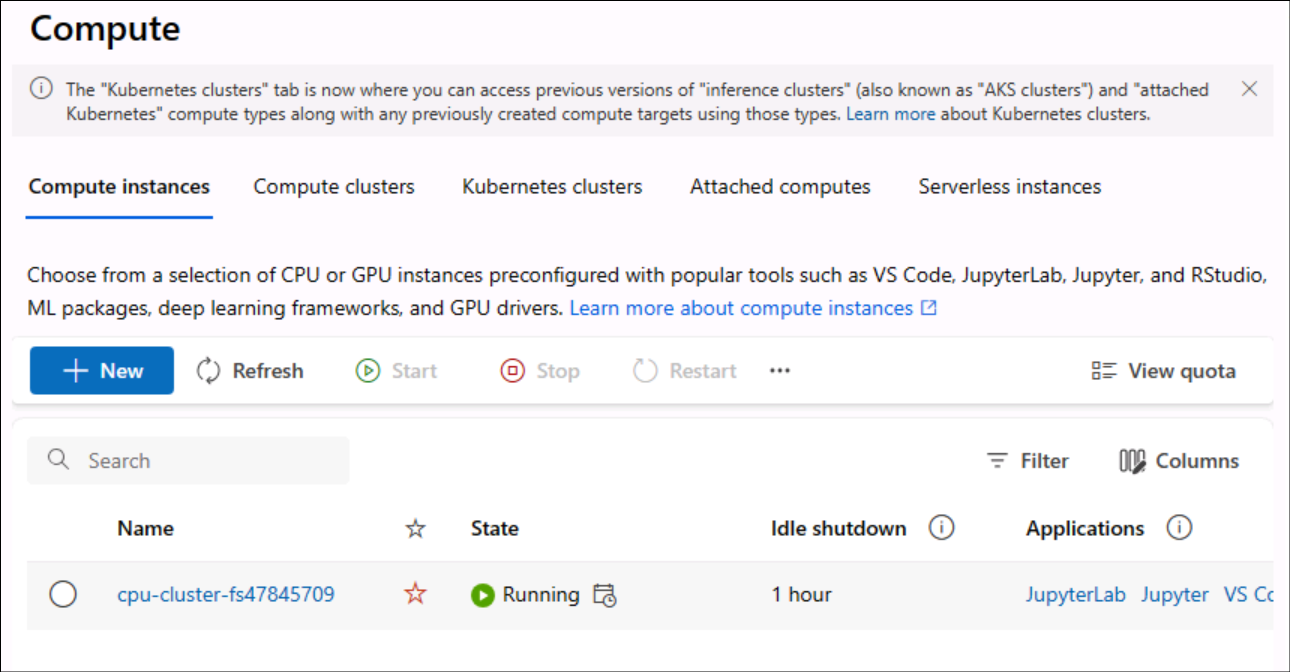 Compute
The "Kubernetes clusters" tab is now where you can access previous versions of "inference clusters" (also known as "AKS clusters") and "attached
Kubernetes" compute types along with any previously created compute targets using those types. Learn more about Kubernetes clusters.
Compute instances Compute clusters Kubernetes clusters Attached computes Serverless instances
Choose from a selection of CPU or GPU instances preconfigured with popular tools such as VS Code, JupyterLab, Jupyter, and RStudio,
ML packages, deep learning frameworks, and GPU drivers. Learn more about compute instances
New Refresh Start Stop Restart ... View quota
Search Filter Columns
Name State Idle shutdown Applications
cpu-cluster-fs47845709 Running 1 hour JupyterLab Jupyter VS